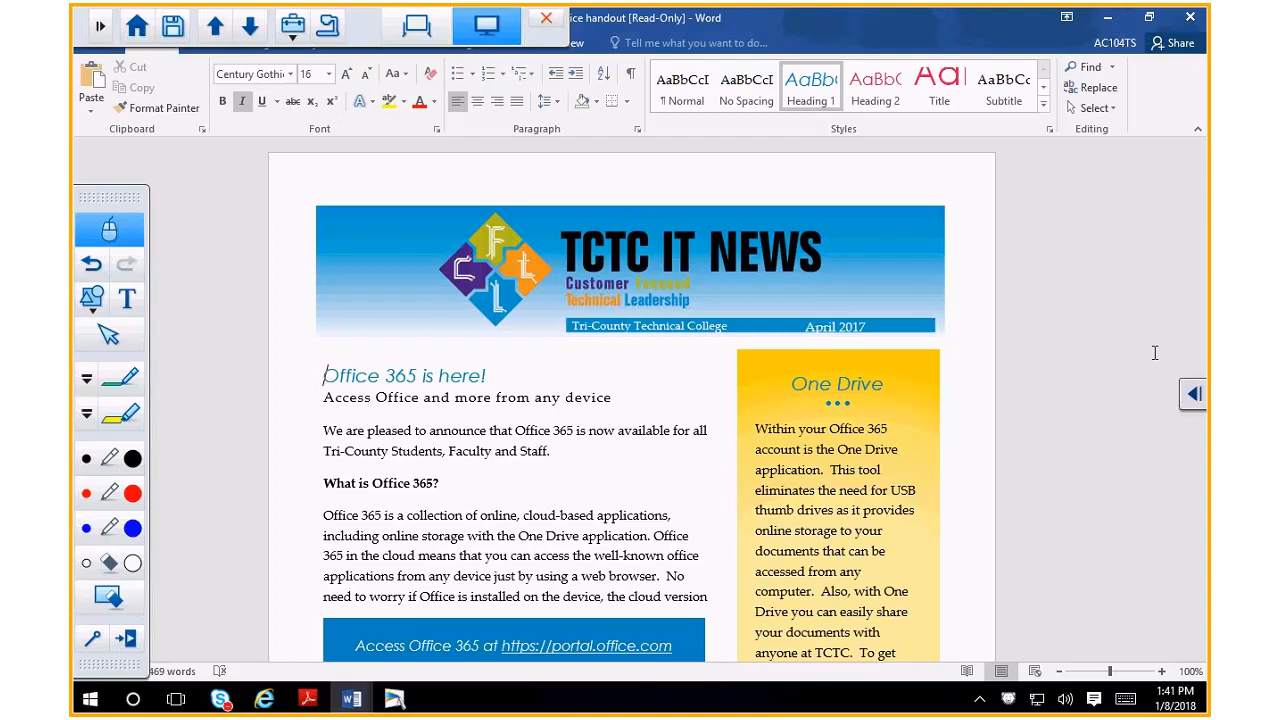 ice handout [Read-Only] - Word
ew
Tell me what you want to do...
AC104TS
Share
Paste
Cut
Copy
Format Painter
Clipboard
Century Gothi
16
A A Aa
B I U abc X₂ X² A ab A
Font
Paragraph
AaBbCcI
¶ Normal
AaBbCcI
No Spacing
AaBb(
Heading 1
AaBb(
Heading 2
Aa
Title
AaBbCc
Subtitle
Styles
Find
Replace
Select
Editing
T
F
C L
L
TCTC IT NEWS
Customer Focused
Technical Leadership
Tri-County Technical College April 2017
Office 365 is here!
Access Office and more from any device
We are pleased to announce that Office 365 is now available for all
Tri-County Students, Faculty and Staff.
What is Office 365?
Office 365 is a collection of online, cloud-based applications,
including online storage with the One Drive application. Office
365 in the cloud means that you can access the well-known office
applications from any device just by using a web browser. No
need to worry if Office is installed on the device, the cloud version
Access Office 365 at https://portal.office.com
One Drive
Within your Office 365
account is the One Drive
application. This tool
eliminates the need for USB
thumb drives as it provides
online storage to your
documents that can be
accessed from any
computer. Also, with One
Drive you can easily share
your documents with
anyone at TCTC. To get
469 words
100%
1:41 PM
1/8/2018